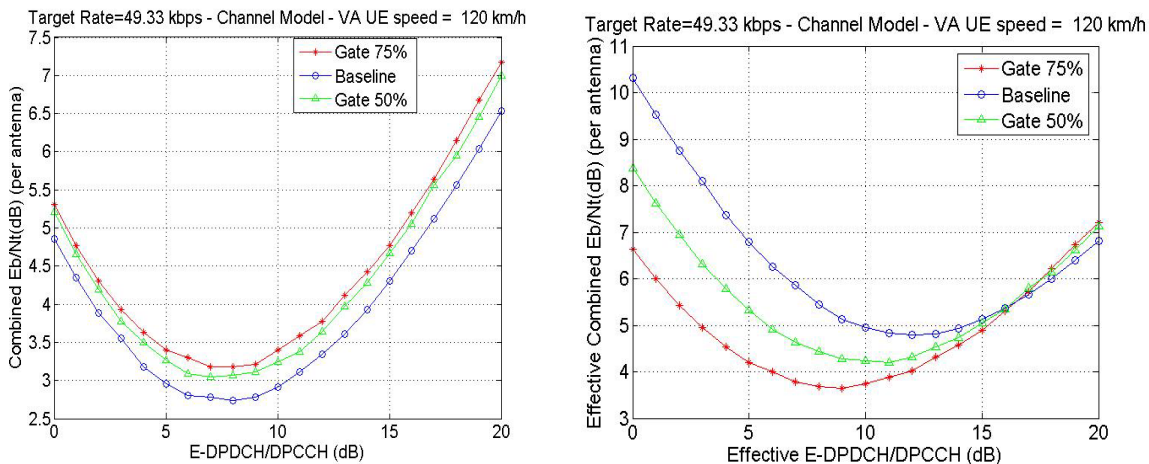 Target Rate=49.33 kbps - Channel Model - VA UE speed = 120 km/h
7.5
7
6.5
6
5.5
5
4.5
4
3.5
3
2.5
Combined Eb/Nt(dB) (per antenna)
Gate 75%
Baseline
Gate 50%
0
5
10
15
20
E-DPDCH/DPCCH (dB)
Target Rate=49.33 kbps - Channel Model - VA UE speed = 120 km/h
11
10
9
8
7
6
5
4
3
Effective Combined Eb/Nt(dB) (per antenna)
Gate 75%
Baseline
Gate 50%
0
5
10
15
20
Effective E-DPDCH/DPCCH (dB)